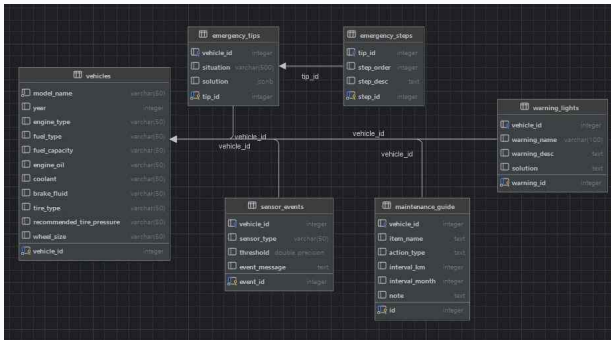 emergency_tips
vehicle_id integer
situation varchar(500)
solution jsonb
tip_id integer
emergency_steps
tip_id integer
step_order integer
step_desc text
step_id integer
tip_id
vehicles
model_name varchar(50)
year integer
engine_type varchar(50)
fuel_type varchar(50)
fuel_capacity varchar(50)
engine_oil varchar(50)
coolant varchar(50)
brake_fluid varchar(50)
tire_type varchar(50)
recommended_tire_pressure varchar(50)
wheel_size varchar(50)
vehicle_id integer
warning_lights
vehicle_id integer
warning_name varchar(100)
warning_desc text
solution text
warning_id integer
vehicle_id
vehicle_id
vehicle_id
vehicle_id
sensor_events
vehicle_id integer
sensor_type varchar(50)
threshold double precision
event_message text
event_id integer
maintenance_guide
vehicle_id integer
item_name text
action_type text
interval_km integer
interval_month integer
note text
id integer